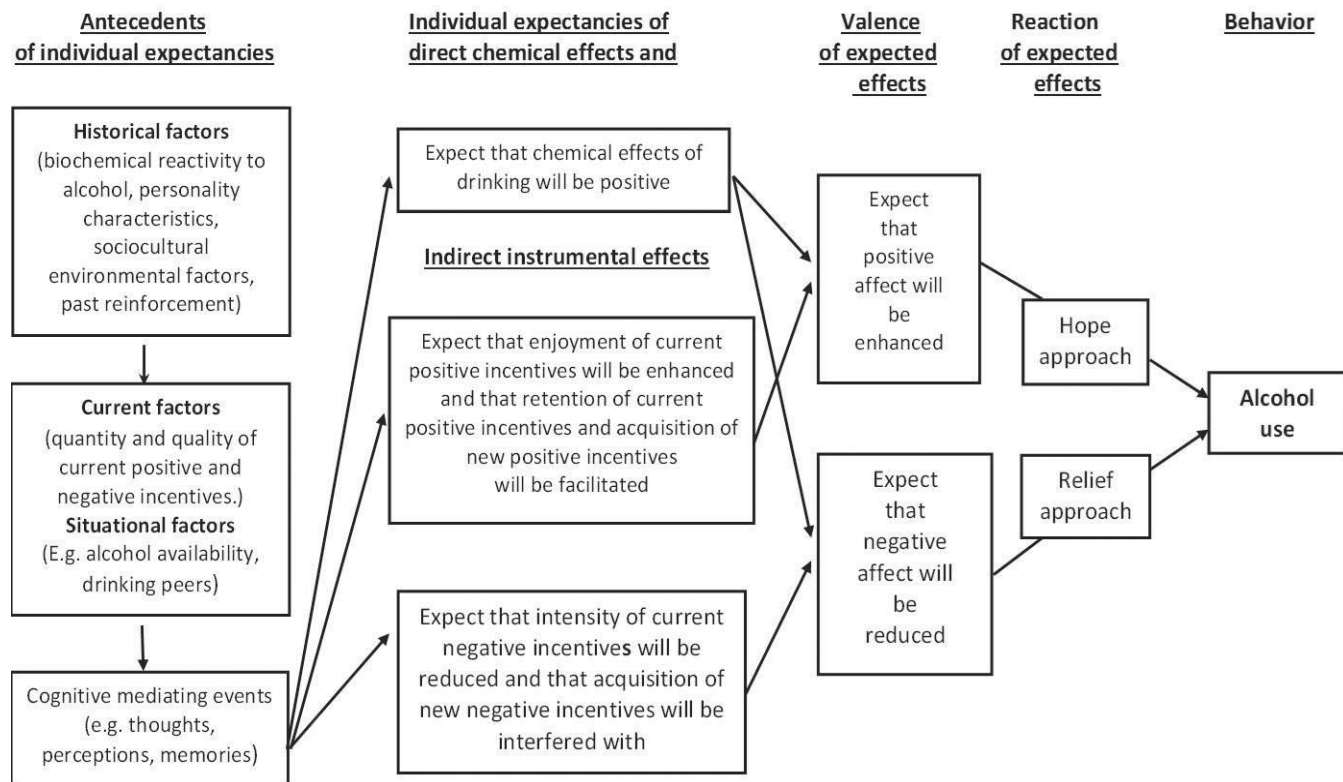 Antecedents
of individual expectancies
Historical factors
(biochemical reactivity to
alcohol, personality
characteristics,
sociocultural
environmental factors,
past reinforcement)
Current factors
(quantity and quality of
current positive and
negative incentives.)
Situational factors
(E.g. alcohol availability,
drinking peers)
Cognitive mediating events
(e.g. thoughts,
perceptions, memories)
Individual expectancies of
direct chemical effects and
Expect that chemical effects of
drinking will be positive
Indirect instrumental effects
Expect that enjoyment of current
positive incentives will be enhanced
and that retention of current
positive incentives and acquisition of
new positive incentives
will be facilitated
Expect that intensity of current
negative incentives will be
reduced and that acquisition of
new negative incentives will be
interfered with
Valence
of expected
effects
Expect
that
positive
affect will
be
enhanced
Expect
that
negative
affect will
be
reduced
Reaction
of expected
effects
Hope
approach
Relief
approach
Behavior
Alcohol
use